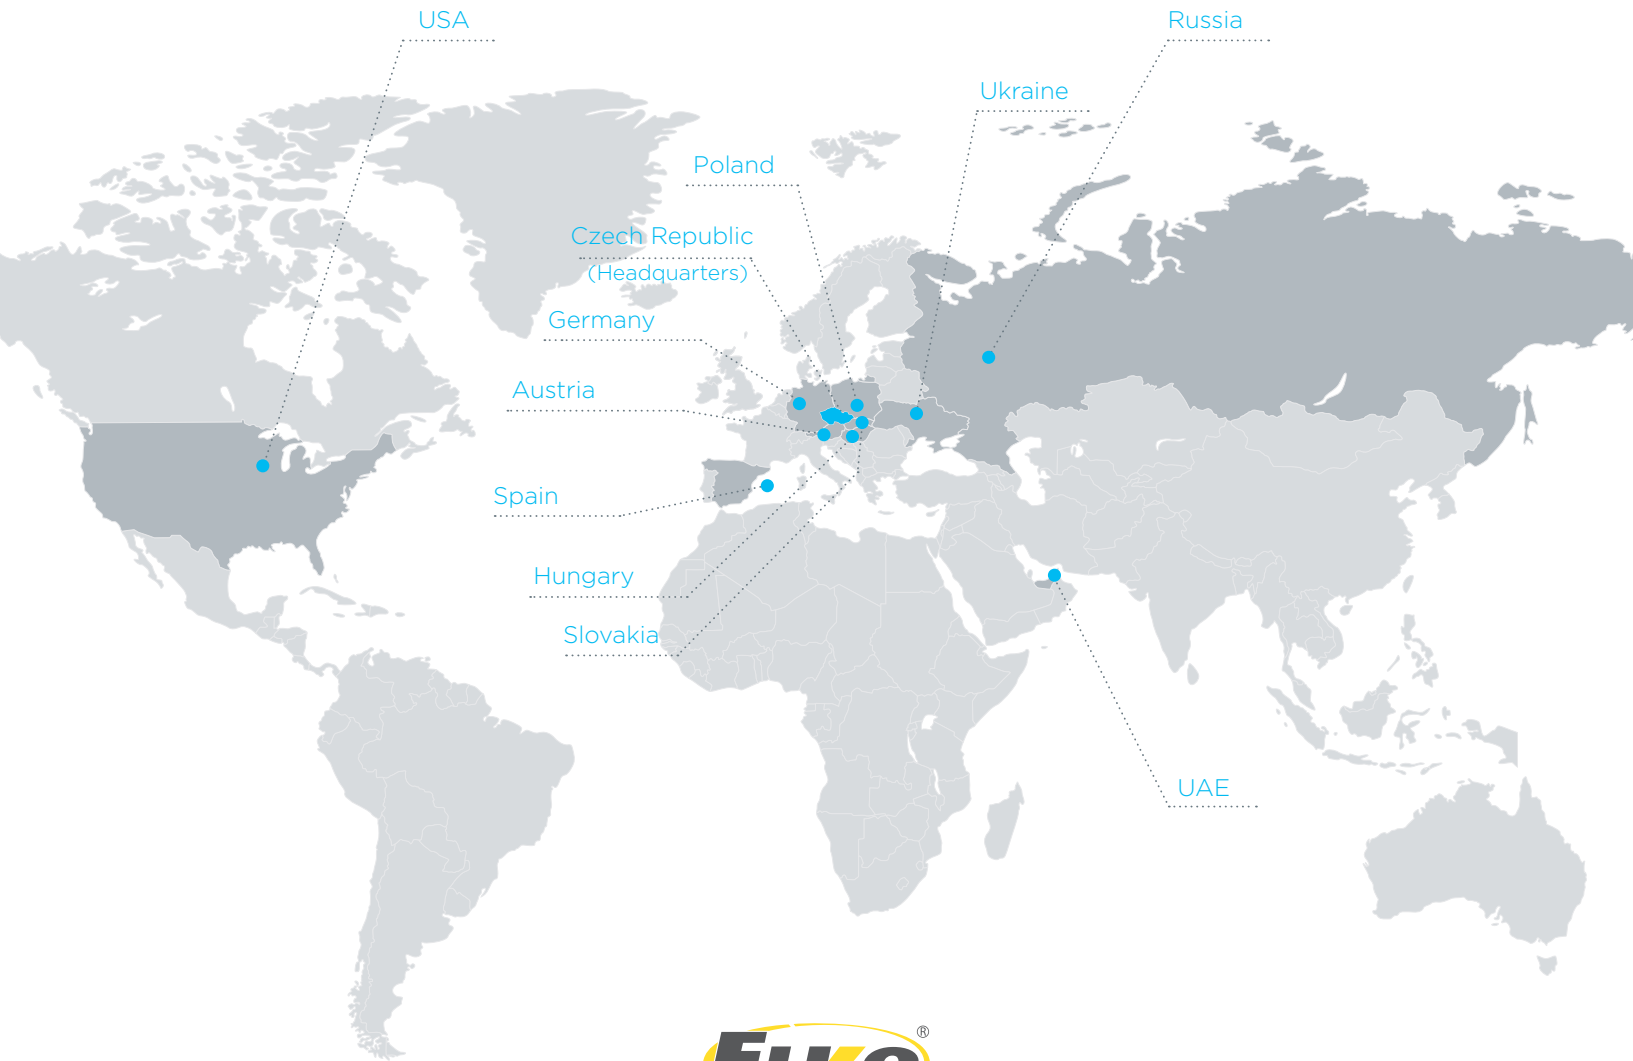 USA
Russia
Ukraine
Poland
Czech Republic
(Headquarters)
Germany
Austria
Spain
Hungary
Slovakia
UAE
®